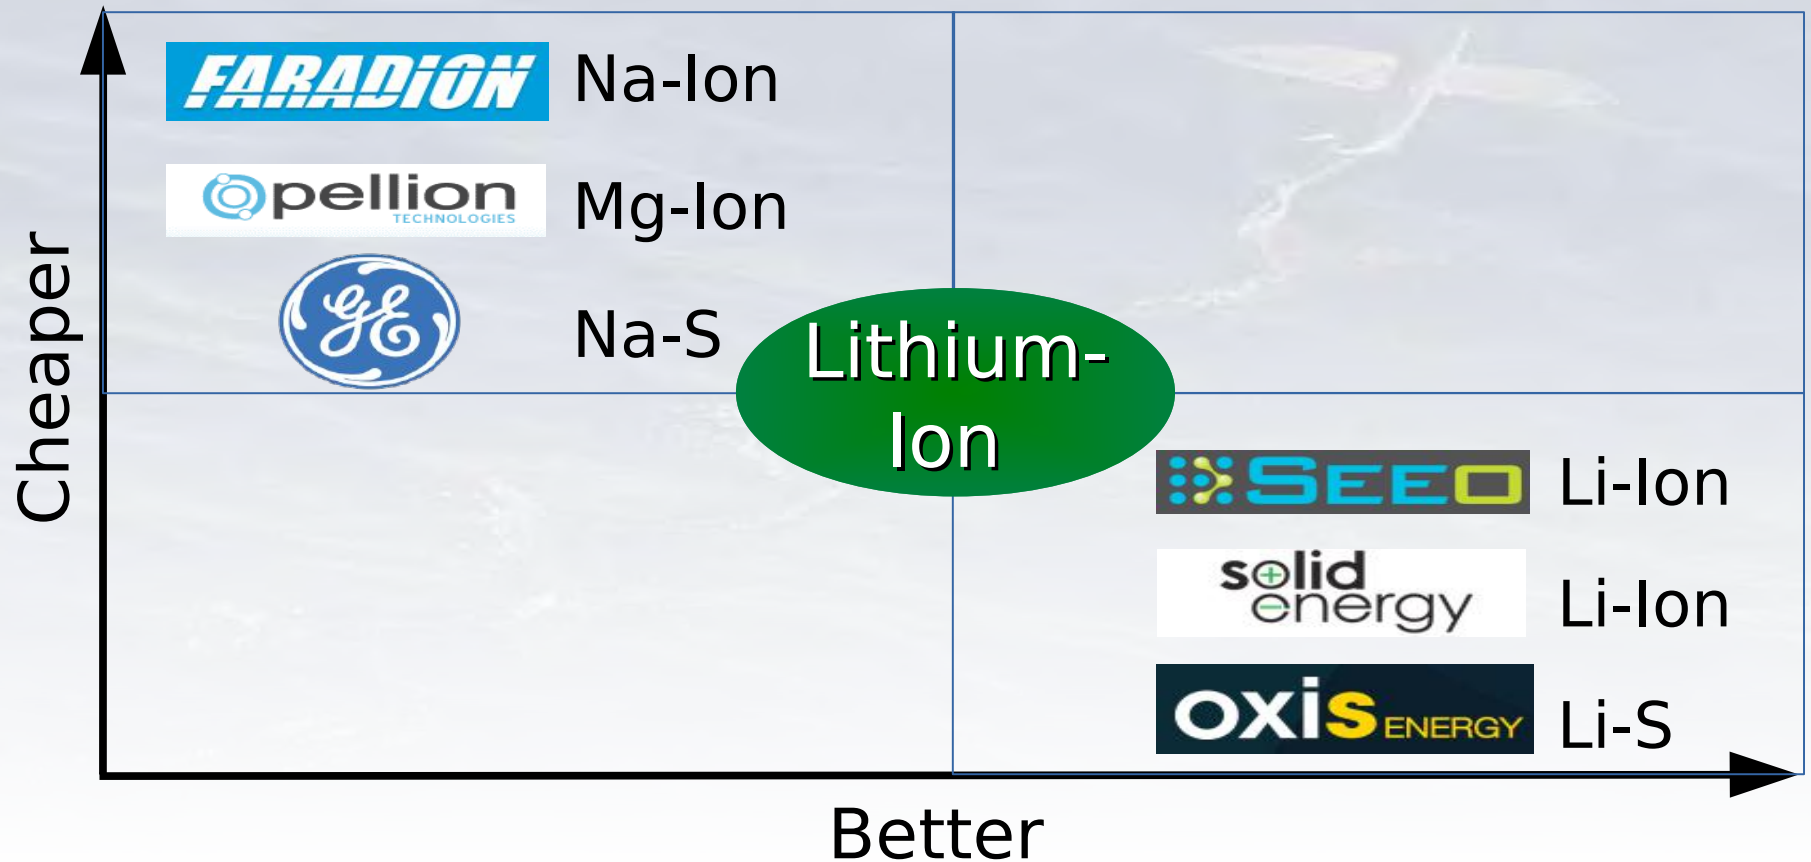 FARADION Na-Ion
pellion
TECHNOLOGIES
Mg-Ion
GE
Na-S
Lithium-
Ion
Cheaper
SEEO Li-Ion
solid
energy
Li-Ion
OXIS ENERGY Li-S
Better